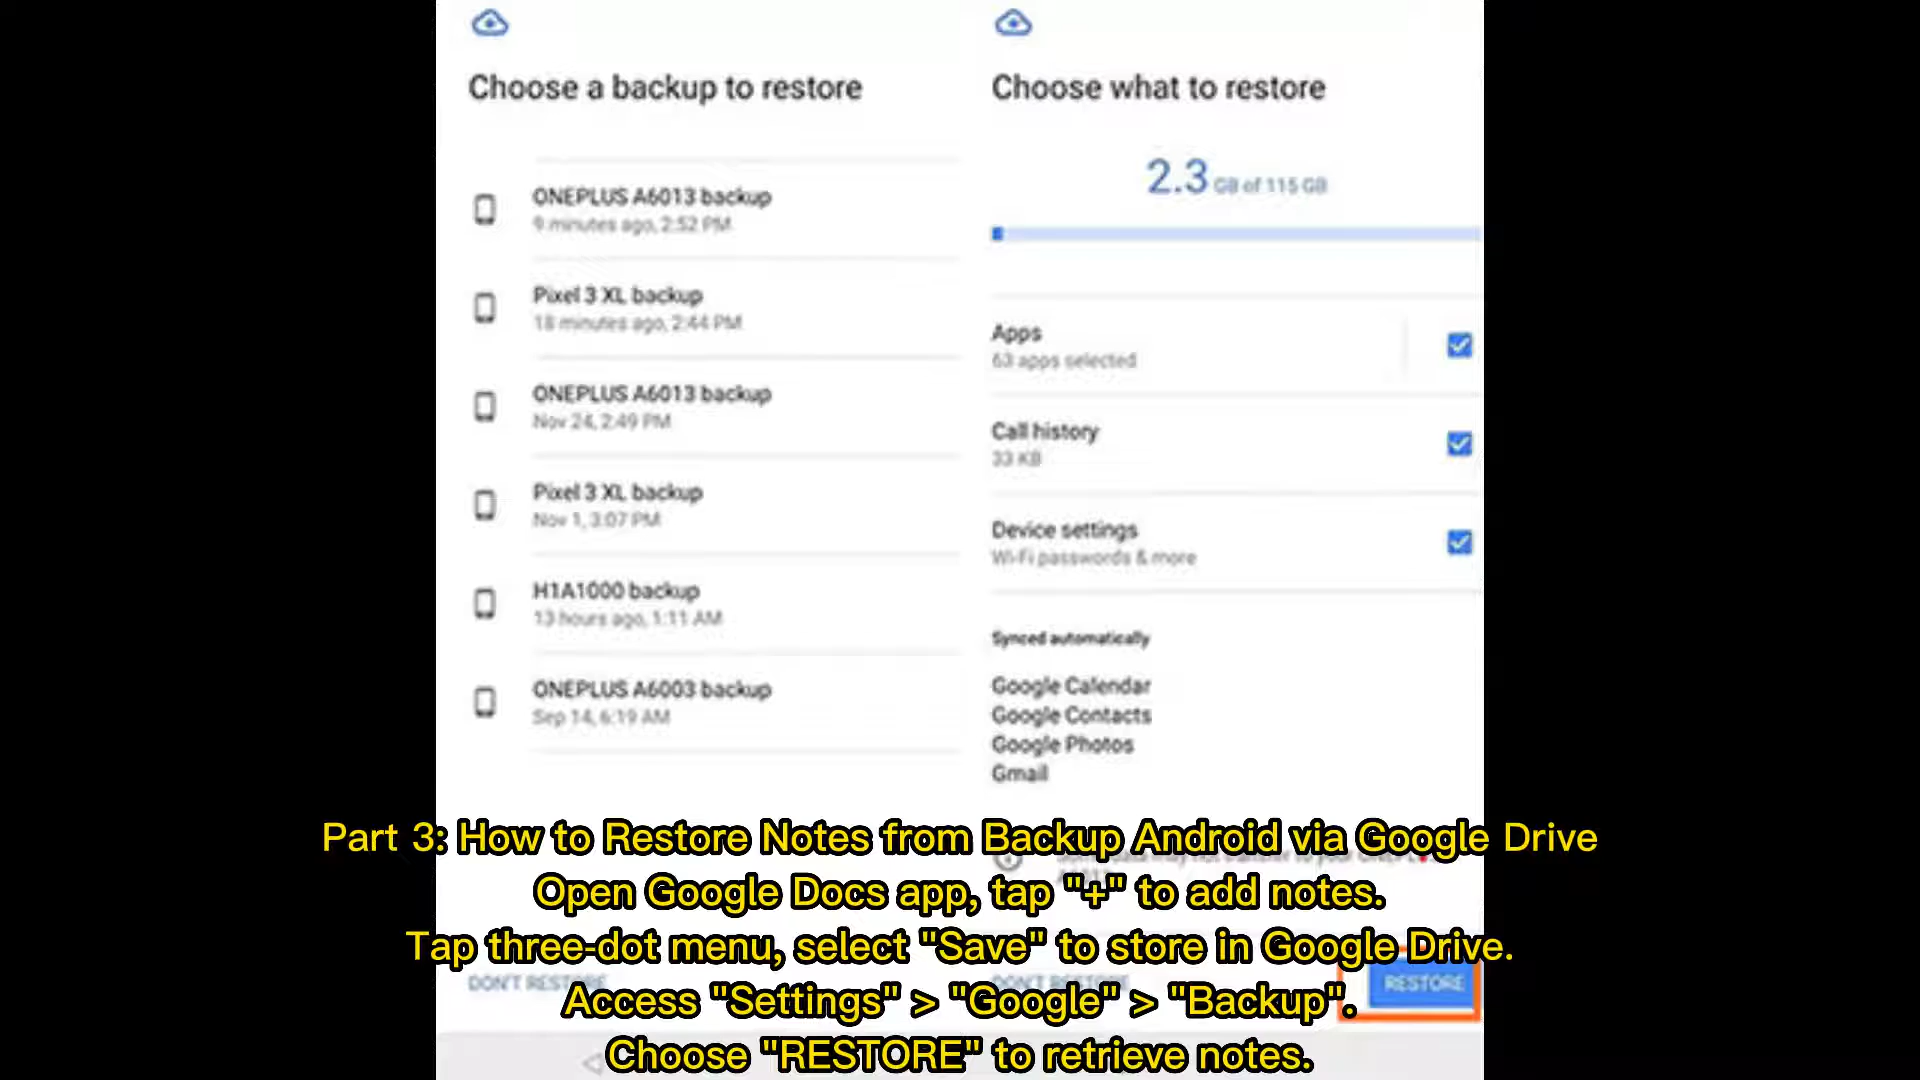 Choose a backup to restore
ONEPLUS A6013 backup
9 minutes ago, 2:52 PM
Pixel 3 XL backup
18 minutes ago, 2:44 PM
ONEPLUS A6013 backup
Nov 24, 2:49 PM
Pixel 3 XL backup
Nov 1, 3:07 PM
H1A1000 backup
13 hours ago, 1:11 AM
ONEPLUS A6003 backup
Sep 14, 6:19 AM
DON'T RESTORE
Choose what to restore
2.3 GB of 115 GB
Apps
63 apps selected
Call history
33 KB
Device settings
Wi-Fi passwords & more
Synced automatically
Google Calendar
Google Contacts
Google Photos
Gmail
DON'T RESTORE
RESTORE
Part 3: How to Restore Notes from Backup Android via Google Drive
Open Google Docs app, tap "+" to add notes.
Tap three-dot menu, select "Save" to store in Google Drive.
Access "Settings" > "Google" > "Backup".
Choose "RESTORE" to retrieve notes.